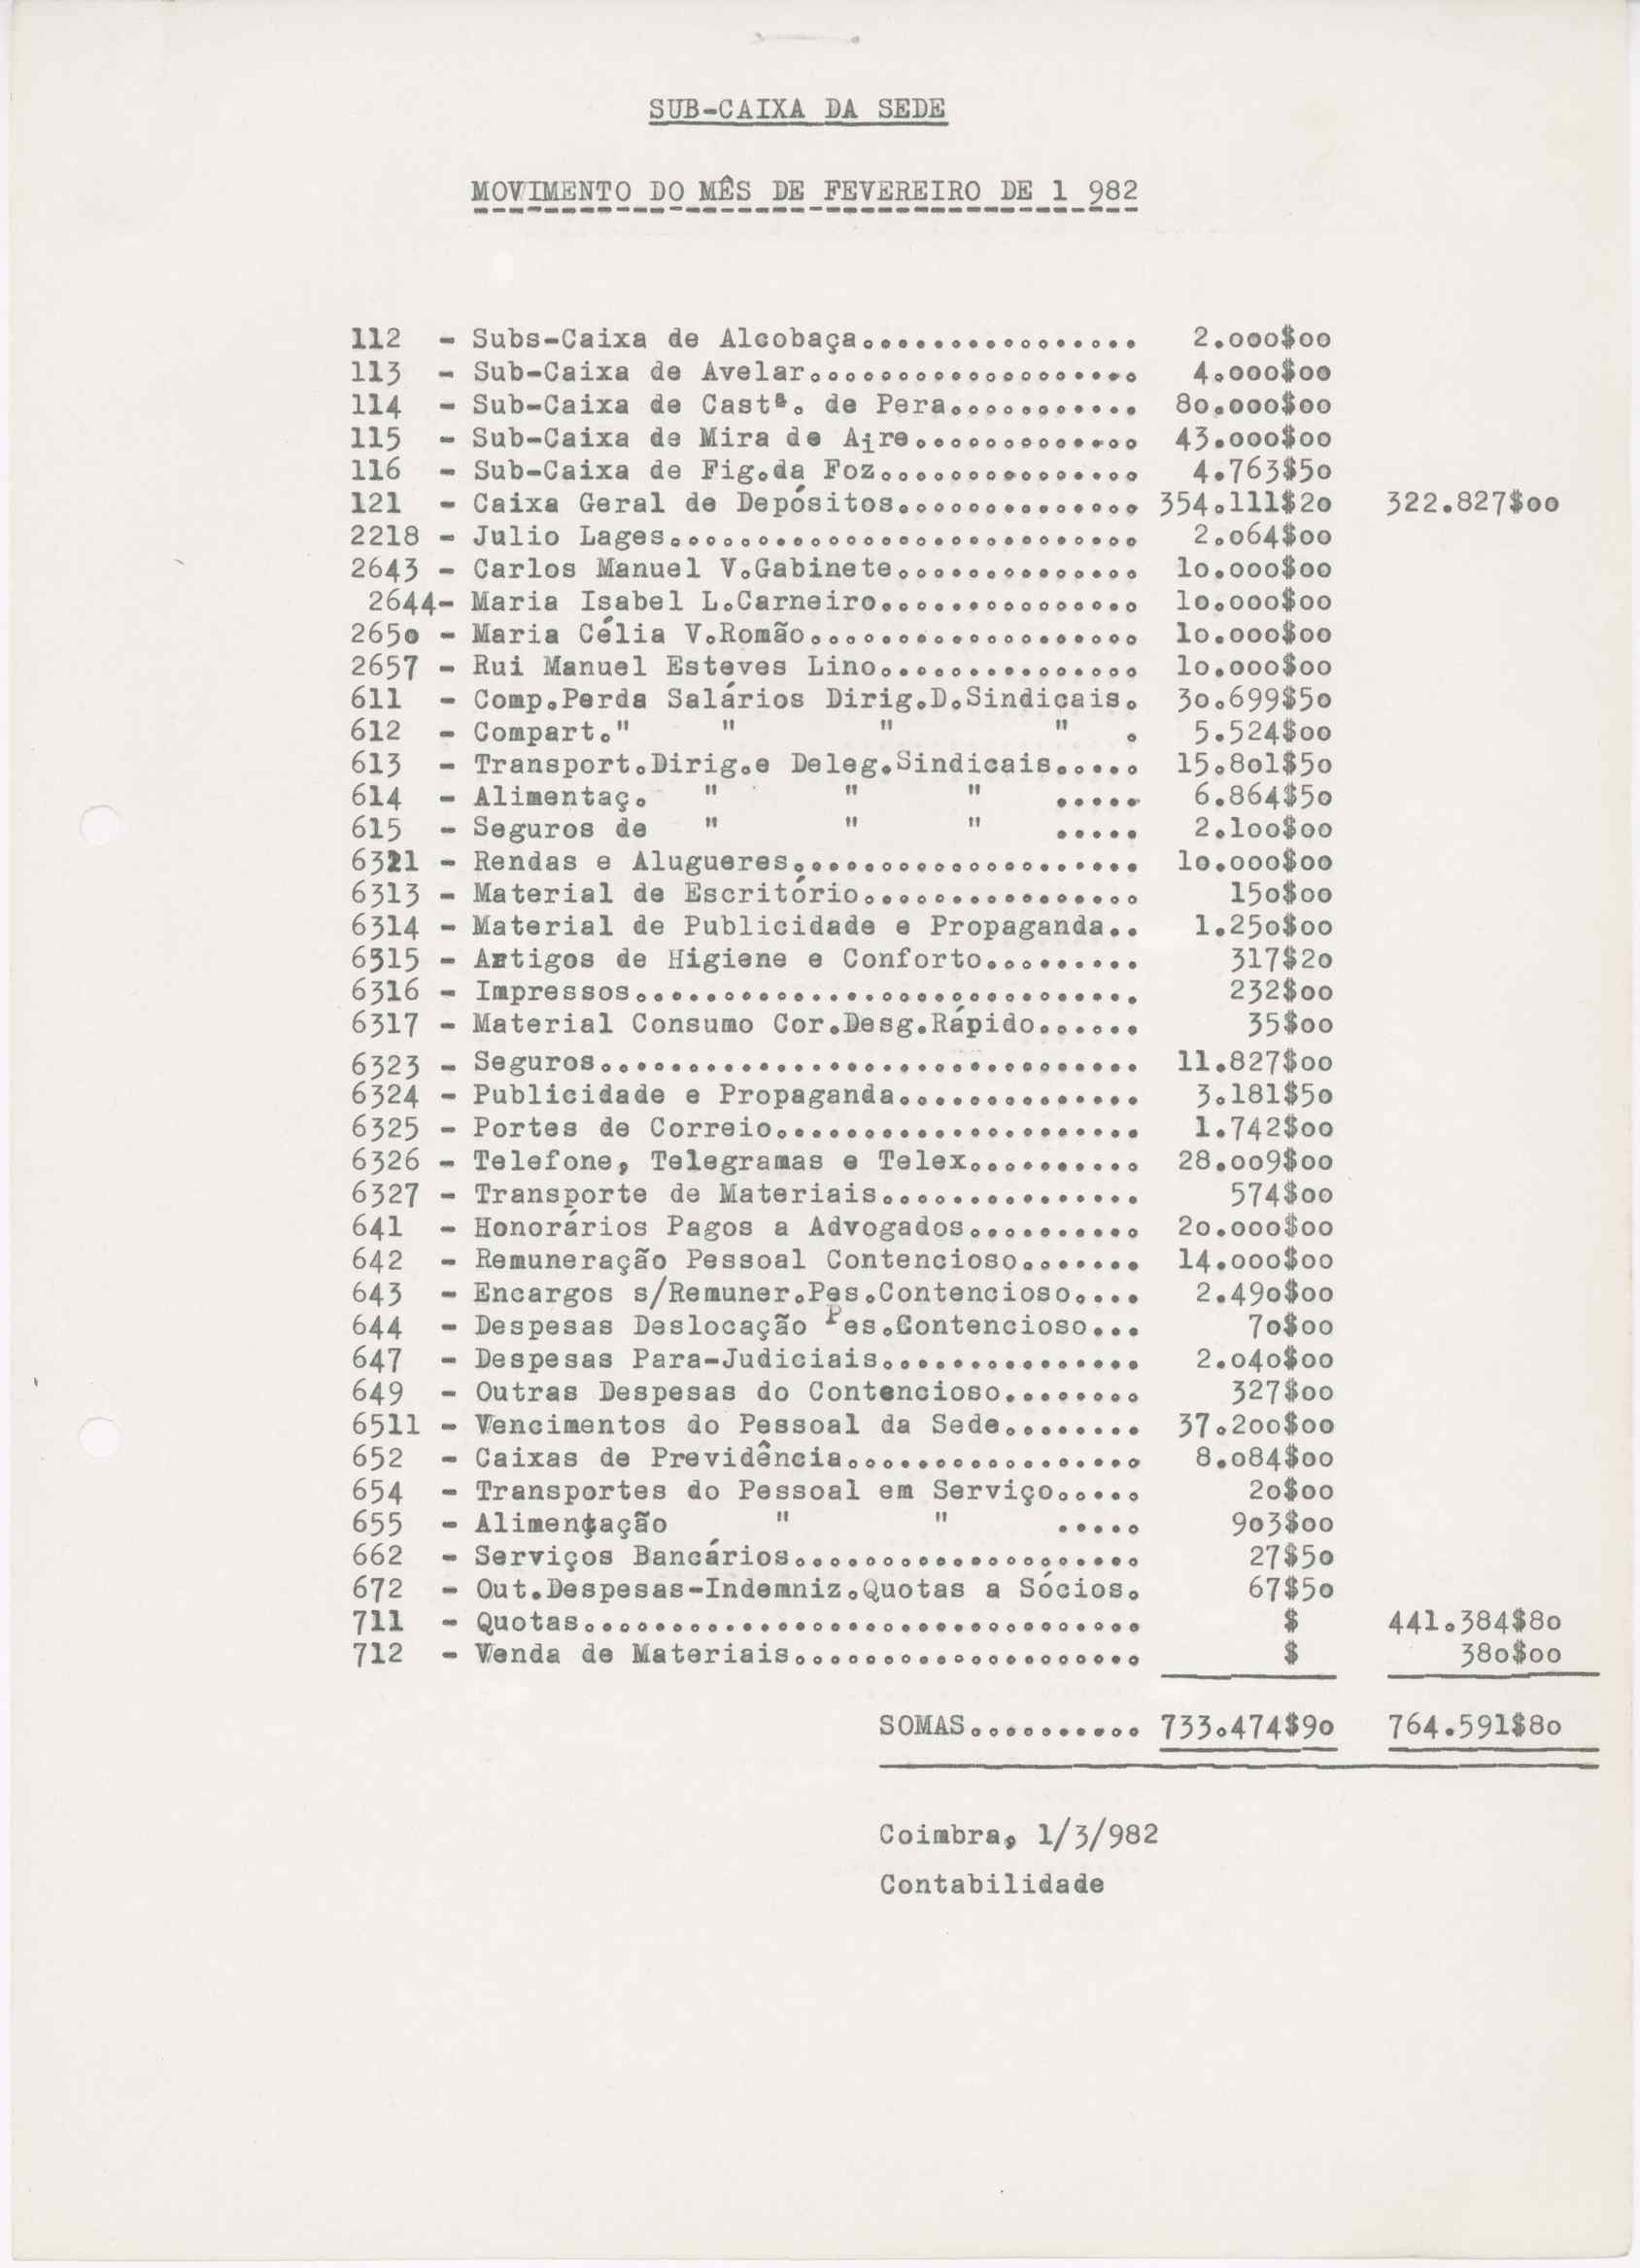 SUB-CAIXA DA SEDE
MOVIMENTO DO MÊS DE FEVEREIRO DE 1 982
112 - Subs-Caixa de Alcobaça................ 2.000$00
113 - Sub-Caixa de Avelar................... 4.000$00
114 - Sub-Caixa de Castª. de Pera........... 80.000$00
115 - Sub-Caixa de Mira de Aire............. 43.000$00
116 - Sub-Caixa de Fig.da Foz............... 4.763$50
121 - Caixa Geral de Depósitos.............. 354.111$20 322.827$00
2218 - Julio Lages........................... 2.064$00
2643 - Carlos Manuel V.Gabinete.............. 10.000$00
2644- Maria Isabel L.Carneiro............... 10.000$00
2650 - Maria Célia V.Romão................... 10.000$00
2657 - Rui Manuel Esteves Lino............... 10.000$00
611 - Comp.Perda Salários Dirig.D.Sindicais. 30.699$50
612 - Compart." " " " . 5.524$00
613 - Transport.Dirig.e Deleg.Sindicais..... 15.801$50
614 - Alimentaç. " " " ..... 6.864$50
615 - Seguros de " " " ..... 2.100$00
6321 - Rendas e Alugueres.................... 10.000$00
6313 - Material de Escritório................ 150$00
6314 - Material de Publicidade e Propaganda.. 1.250$00
6315 - Artigos de Higiene e Conforto......... 317$20
6316 - Impressos............................. 232$00
6317 - Material Consumo Cor.Desg.Rápido...... 35$00
6323 - Seguros............................... 11.827$00
6324 - Publicidade e Propaganda.............. 3.181$50
6325 - Portes de Correio..................... 1.742$00
6326 - Telefone, Telegramas e Telex.......... 28.009$00
6327 - Transporte de Materiais............... 574$00
641 - Honorários Pagos a Advogados.......... 20.000$00
642 - Remuneração Pessoal Contencioso....... 14.000$00
643 - Encargos s/Remuner.Pes.Contencioso.... 2.490$00
644 - Despesas Deslocação Pes.Contencioso... 70$00
647 - Despesas Para-Judiciais............... 2.040$00
649 - Outras Despesas do Contencioso........ 327$00
6511 - Vencimentos do Pessoal da Sede........ 37.200$00
652 - Caixas de Previdência................. 8.084$00
654 - Transportes do Pessoal em Serviço..... 20$00
655 - Alimentação " " ..... 903$00
662 - Serviços Bancários.................... 27$50
672 - Out.Despesas-Indemniz.Quotas a Sócios. 67$50
711 - Quotas................................ $ 441.384$80
712 - Venda de Materiais.................... $ 380$00
SOMAS.......... 733.474$90 764.591$80
Coimbra, 1/3/982
Contabilidade